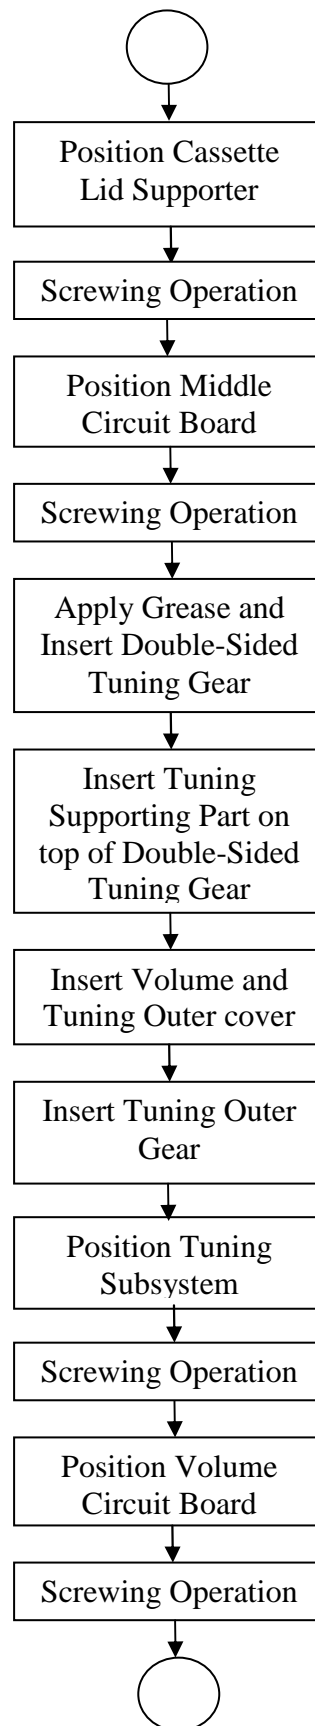 Position Cassette
Lid Supporter
Screwing Operation
Position Middle
Circuit Board
Screwing Operation
Apply Grease and
Insert Double-Sided
Tuning Gear
Insert Tuning
Supporting Part on
top of Double-Sided
Tuning Gear
Insert Volume and
Tuning Outer cover
Insert Tuning Outer
Gear
Position Tuning
Subsystem
Screwing Operation
Position Volume
Circuit Board
Screwing Operation